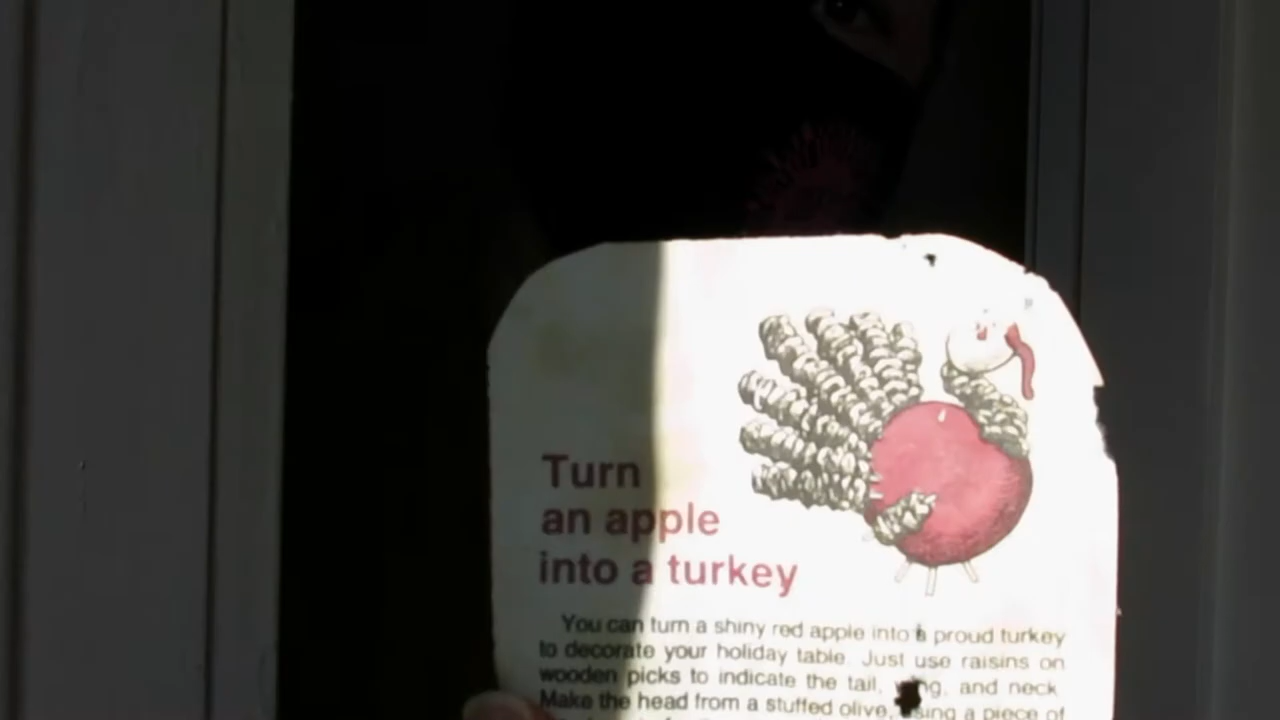 Turn
an apple
into a turkey
You can turn a shiny red apple into a proud turkey
to decorate your holiday table. Just use raisins on
wooden picks to indicate the tail, and neck
Make the head from a stuffed olive, using a piece of